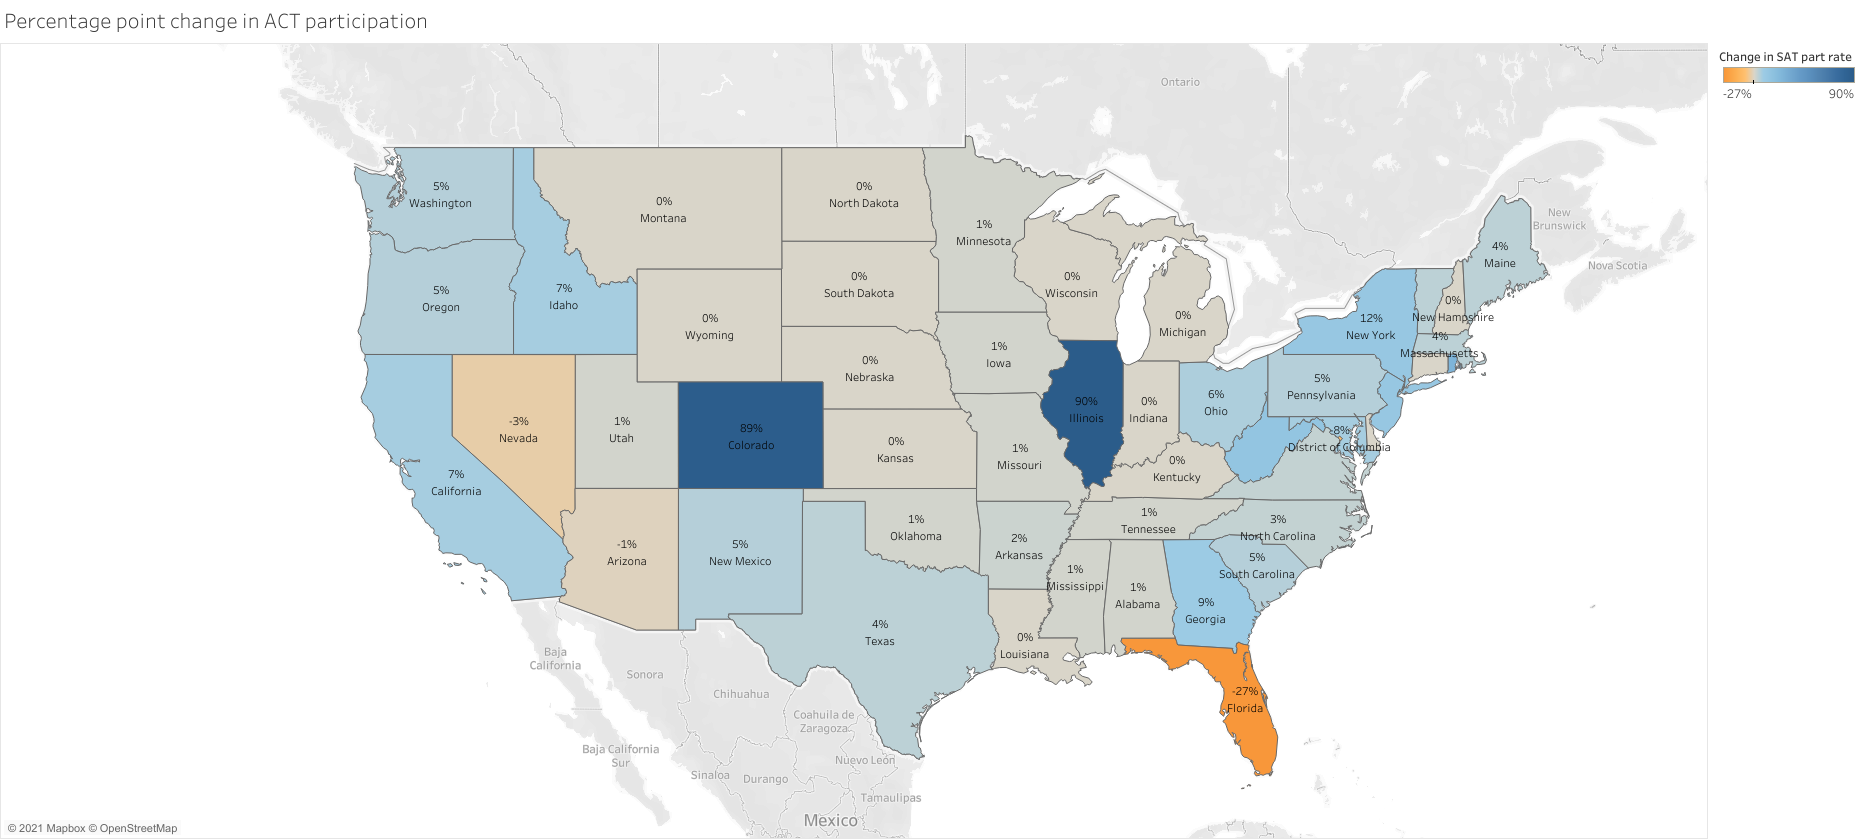 Percentage point change in ACT participation
Change in SAT part rate
-27%
90%
Ontario
New
Brunswick
Nova Scotia
5%
Washington
0%
Montana
0%
North Dakota
1%
Minnesota
4%
Maine
5%
Oregon
7%
Idaho
0%
Wyoming
0%
South Dakota
0%
Wisconsin
0%
Michigan
12%
New York
0%
New Hampshire
4%
Massachusetts
-3%
Nevada
1%
Utah
89%
Colorado
0%
Nebraska
1%
Iowa
90%
Illinois
0%
Indiana
6%
Ohio
5%
Pennsylvania
-8%
District of Columbia
7%
California
0%
Kansas
1%
Missouri
0%
Kentucky
-1%
Arizona
5%
New Mexico
1%
Oklahoma
2%
Arkansas
1%
Tennessee
3%
North Carolina
5%
South Carolina
1%
Mississippi
1%
Alabama
9%
Georgia
4%
Texas
0%
Louisiana
-27%
Florida
Baja
California
Sonora
Chihuahua
Coahuila de
Zaragoza
Baja California
Sur
Nuevo León
Sinaloa
Durango
Tamaulipas
Mexico
© 2021 Mapbox © OpenStreetMap